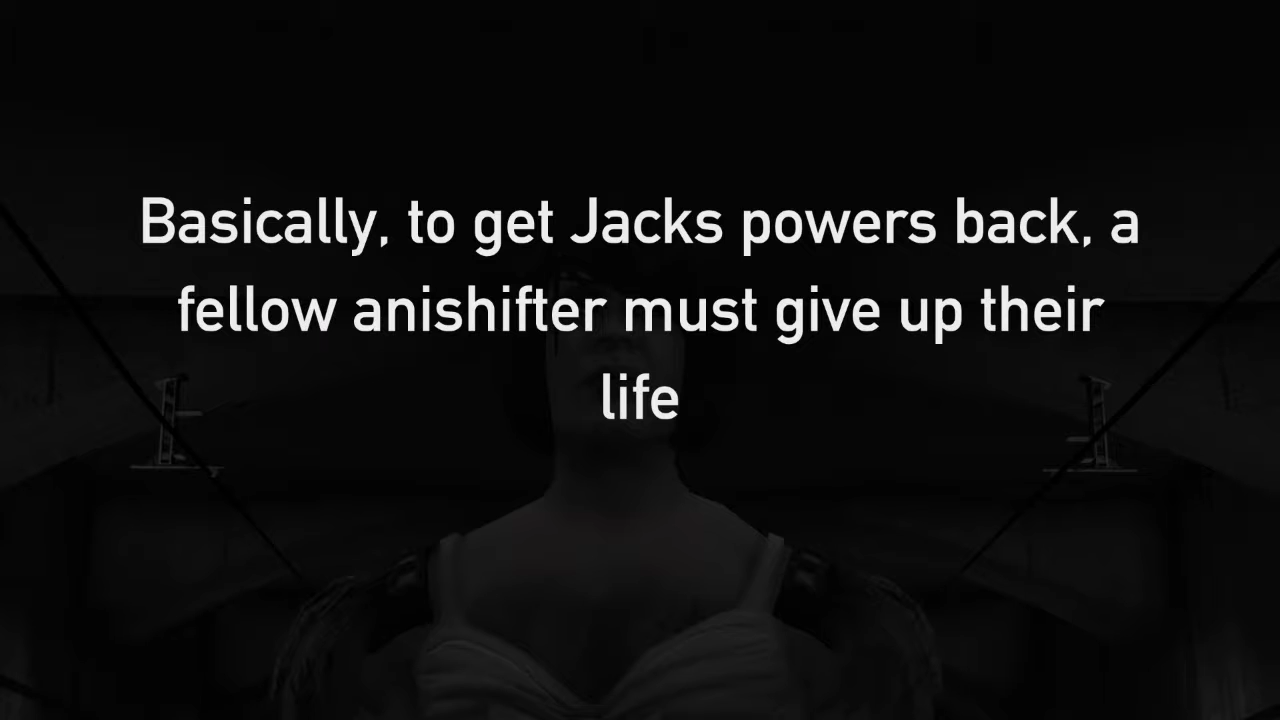 Basically, to get Jacks powers back, a
fellow anishifter must give up their
life